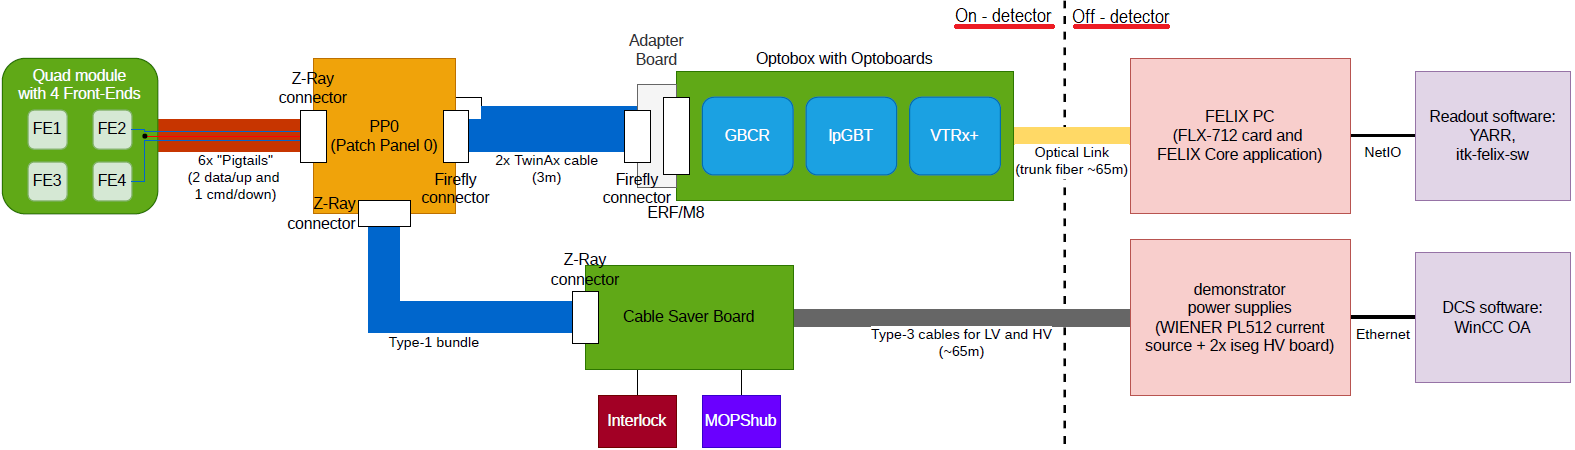 On - detector
Off - detector
Quad module
with 4 Front-Ends
FE1
FE2
FE3
FE4
6x "Pigtails"
(2 data/up and
1 cmd/down)
Z-Ray
connector
PP0
(Patch Panel 0)
Z-Ray
connector
Firefly
connector
2x TwinAx cable
(3m)
Adapter
Board
Firefly
connector
ERF/M8
Optobox with Optoboards
GBCR
lpGBT
VTRx+
Optical Link
(trunk fiber ~65m)
FELIX PC
(FLX-712 card and
FELIX Core application)
NetIO
Readout software:
YARR,
itk-felix-sw
Type-1 bundle
Z-Ray
connector
Cable Saver Board
Interlock
MOPShub
Type-3 cables for LV and HV
(~65m)
demonstrator
power supplies
(WIENER PL512 current
source + 2x iseg HV board)
Ethernet
DCS software:
WinCC OA